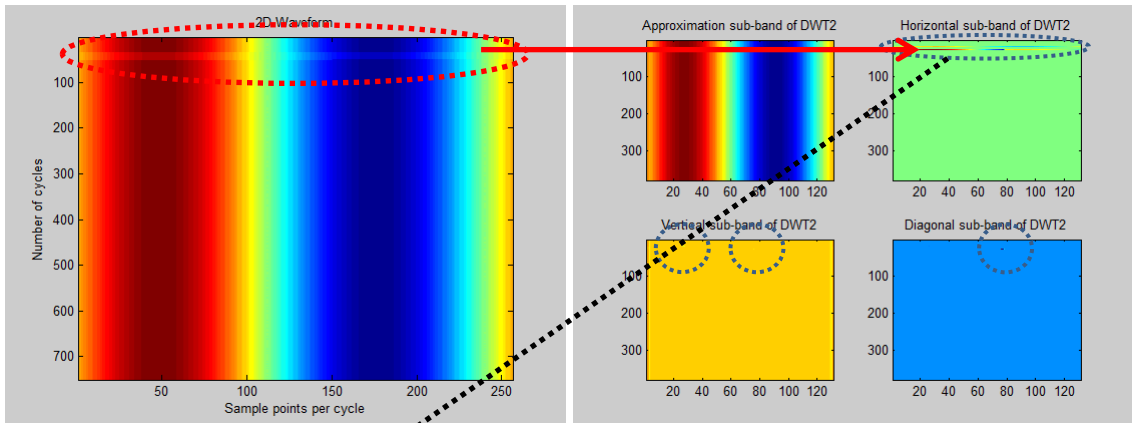 2D Waveform
100
200
300
400
500
600
700
50
100
150
200
250
Number of cycles
Sample points per cycle
Approximation sub-band of DWT2
100
200
300
20 40 60 80 100 120
Horizontal sub-band of DWT2
100
200
300
20 40 60 80 100 120
Vertical sub-band of DWT2
100
200
300
20 40 60 80 100 120
Diagonal sub-band of DWT2
100
200
300
20 40 60 80 100 120